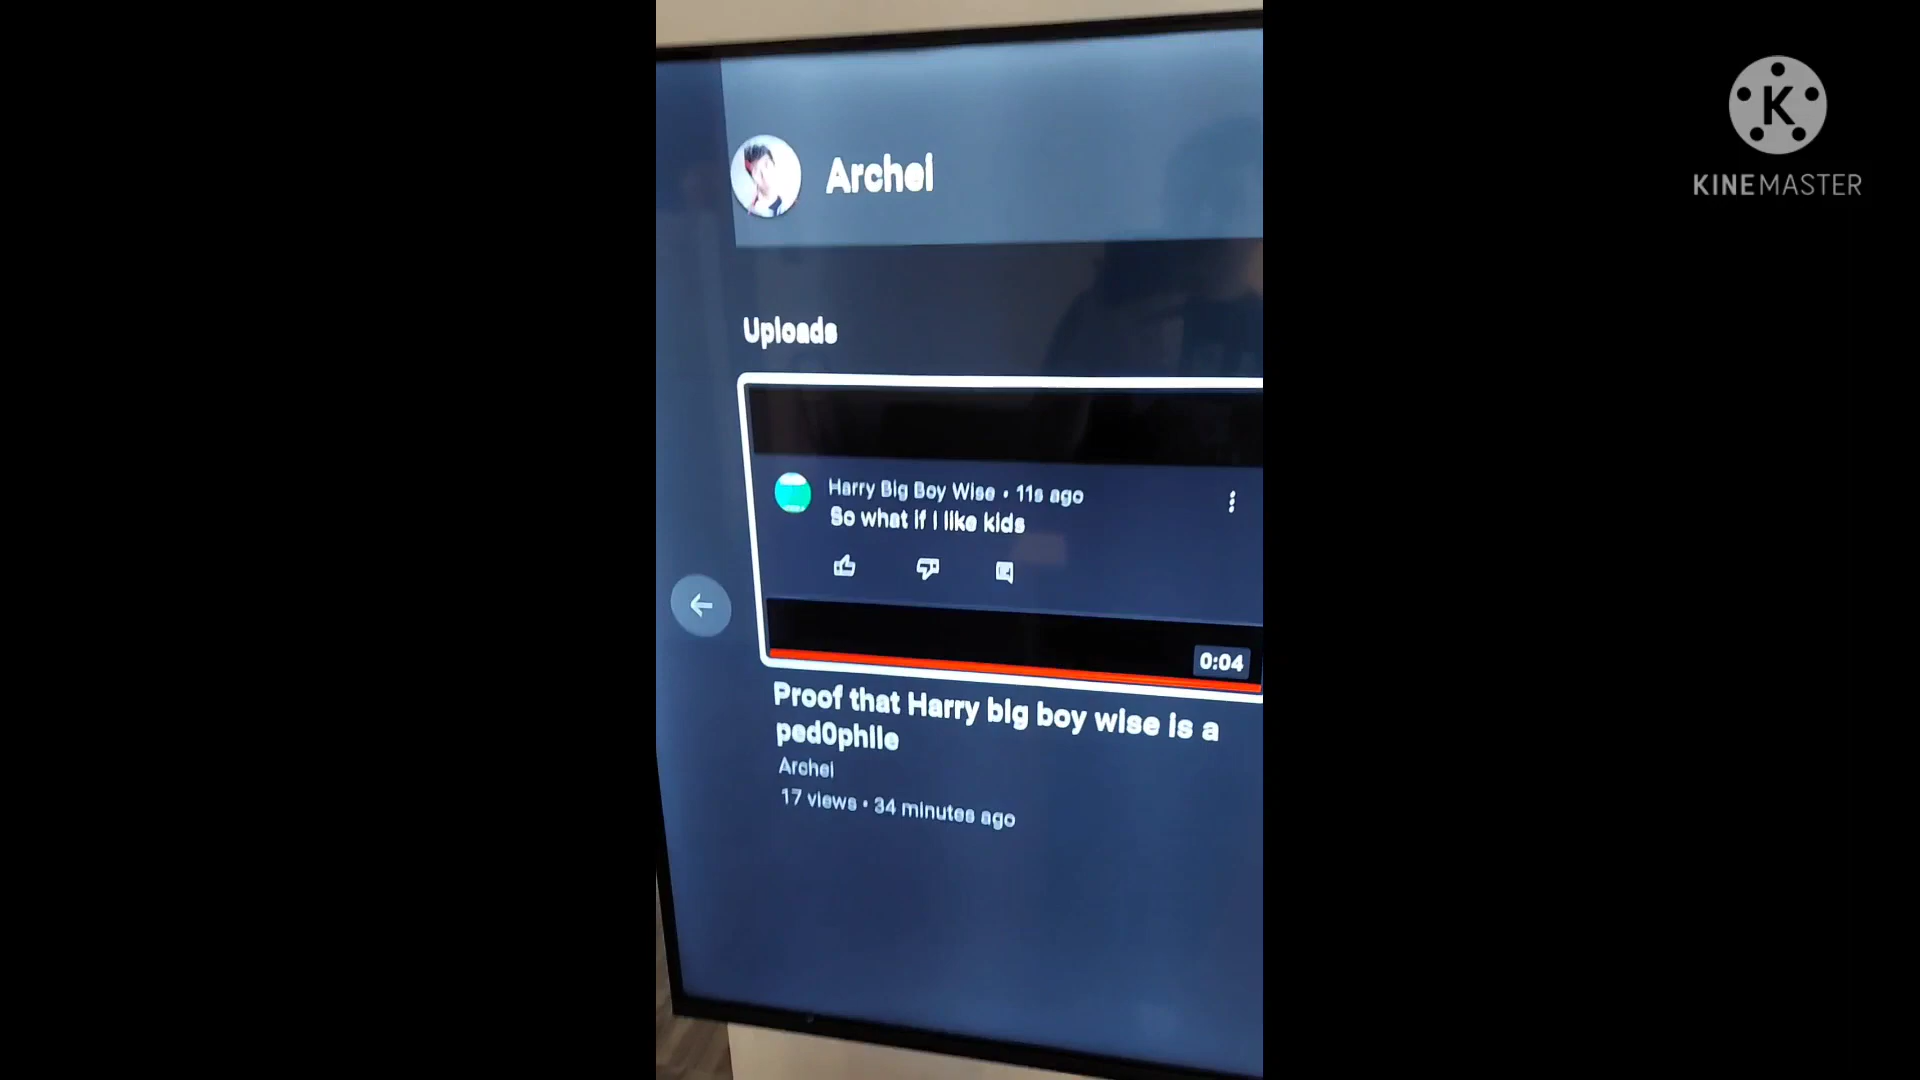 K
KINEMASTER
Archei
Uploads
Harry Big Boy Wise • 11s ago
So what if I like kids
0:04
Proof that Harry big boy wise is a
ped0phile
Archei
17 views • 34 minutes ago